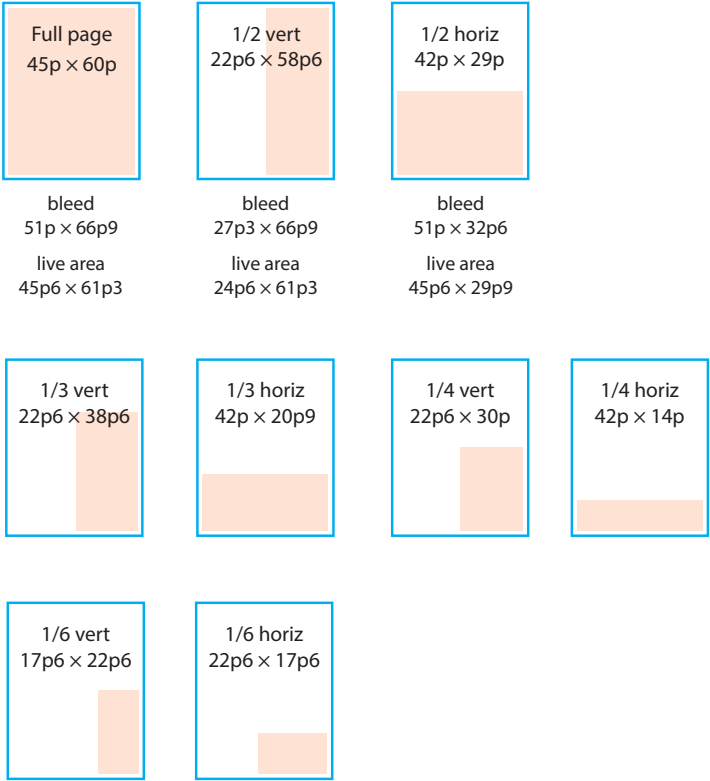 Full page
45p × 60p
bleed
51p × 66p9
live area
45p6 × 61p3
1/2 vert
22p6 × 58p6
bleed
27p3 × 66p9
live area
24p6 × 61p3
1/2 horiz
42p × 29p
bleed
51p × 32p6
live area
45p6 × 29p9
1/3 vert
22p6 × 38p6
1/3 horiz
42p × 20p9
1/4 vert
22p6 × 30p
1/4 horiz
42p × 14p
1/6 vert
17p6 × 22p6
1/6 horiz
22p6 × 17p6